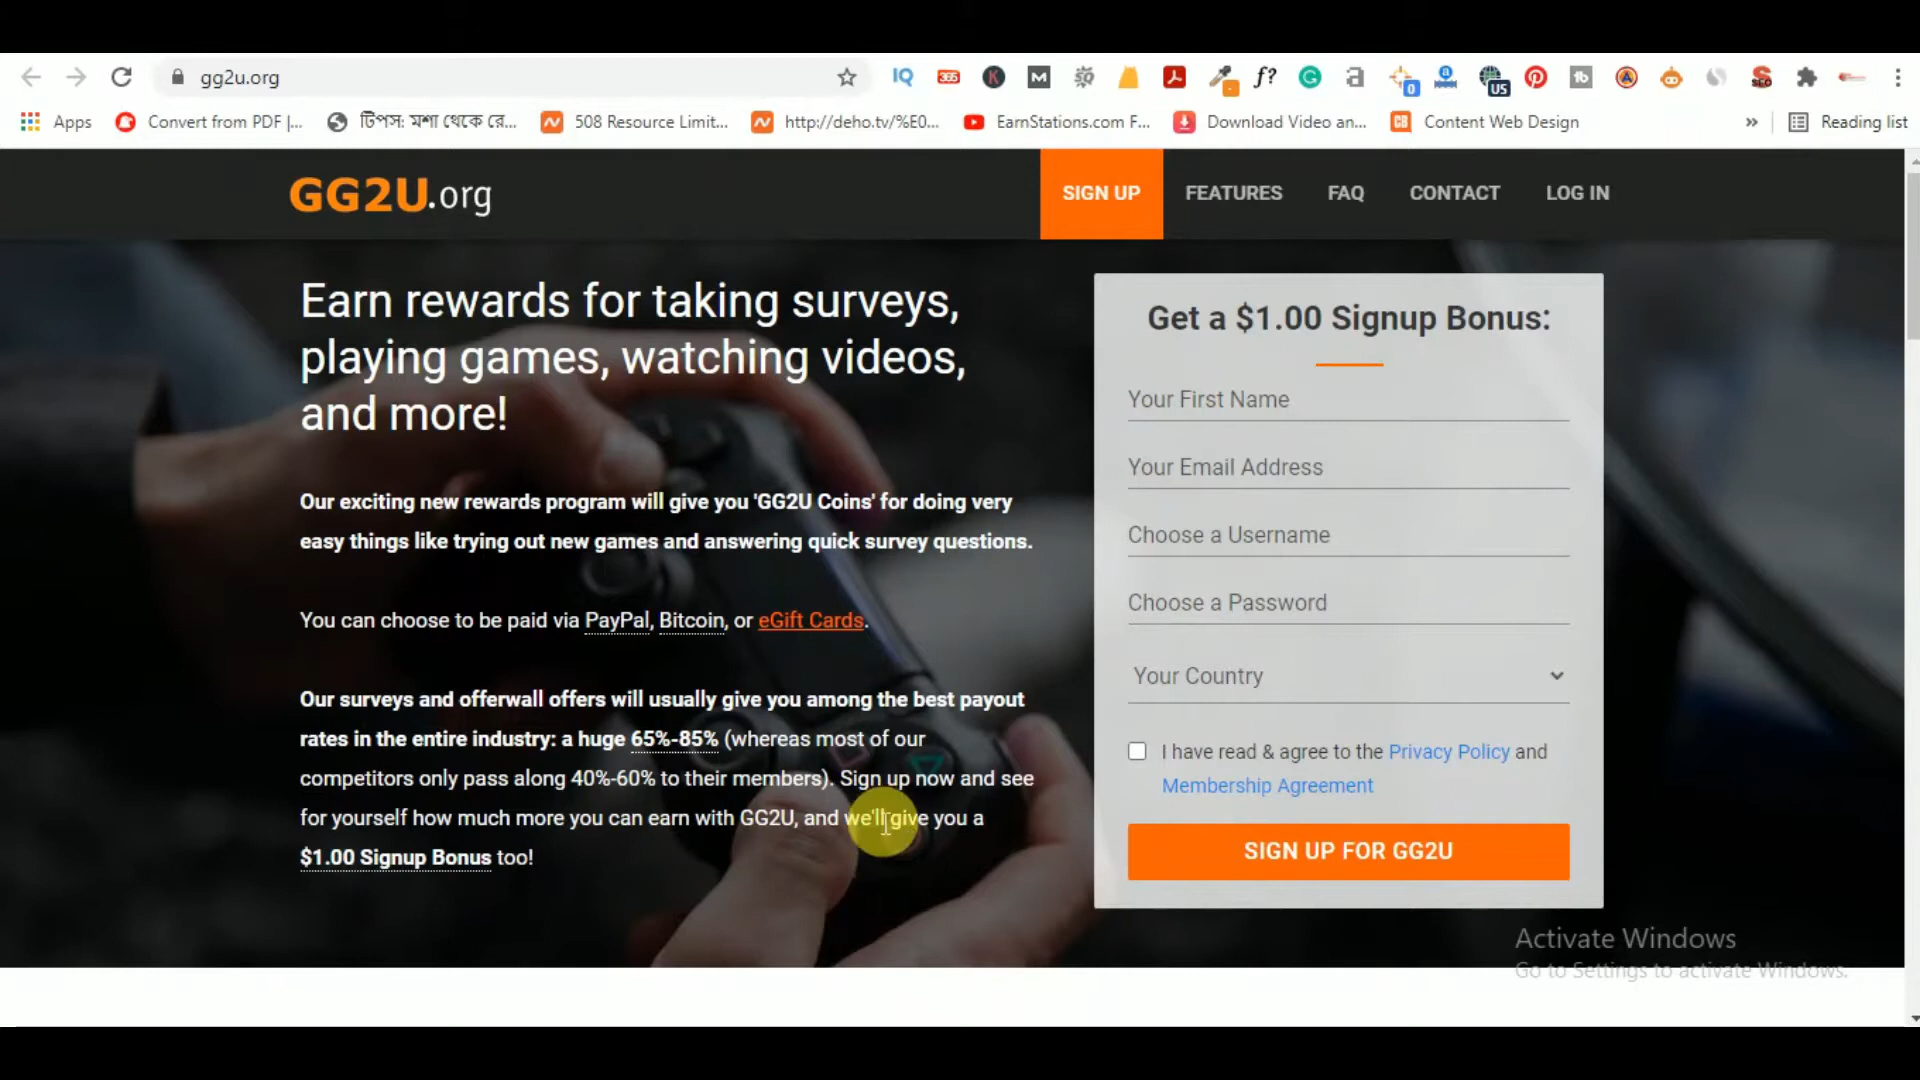 gg2u.org
IQ
365
K
M
SQ
f?
a
0
a
US
tb
SEO
Apps
Convert from PDF |...
টিপস: মশা থেকে রে...
508 Resource Limit...
http://deho.tv/%E0...
EarnStations.com F...
Download Video an...
CB
Content Web Design
»
Reading list
GG2U.org
SIGN UP
FEATURES
FAQ
CONTACT
LOG IN
Earn rewards for taking surveys,
playing games, watching videos,
and more!
Our exciting new rewards program will give you 'GG2U Coins' for doing very
easy things like trying out new games and answering quick survey questions.
You can choose to be paid via PayPal, Bitcoin, or eGift Cards.
Our surveys and offerwall offers will usually give you among the best payout
rates in the entire industry: a huge 65%-85% (whereas most of our
competitors only pass along 40%-60% to their members). Sign up now and see
for yourself how much more you can earn with GG2U, and we'll give you a
$1.00 Signup Bonus too!
Get a $1.00 Signup Bonus:
Your First Name
Your Email Address
Choose a Username
Choose a Password
Your Country
I have read & agree to the Privacy Policy and
Membership Agreement
SIGN UP FOR GG2U
Activate Windows
Go to Settings to activate Windows.